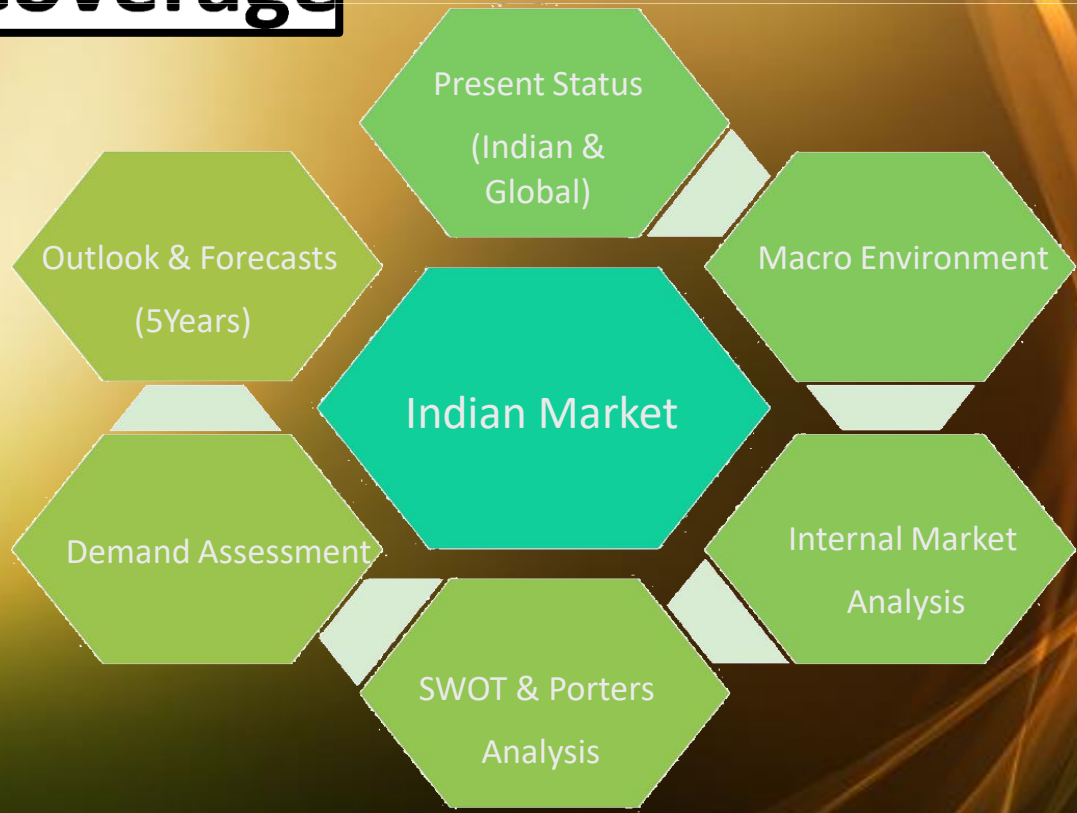 Coverage
Present Status
(Indian &
Global)
Macro Environment
Internal Market
Analysis
SWOT & Porters
Analysis
Demand Assessment
Outlook & Forecasts
(5Years)
Indian Market